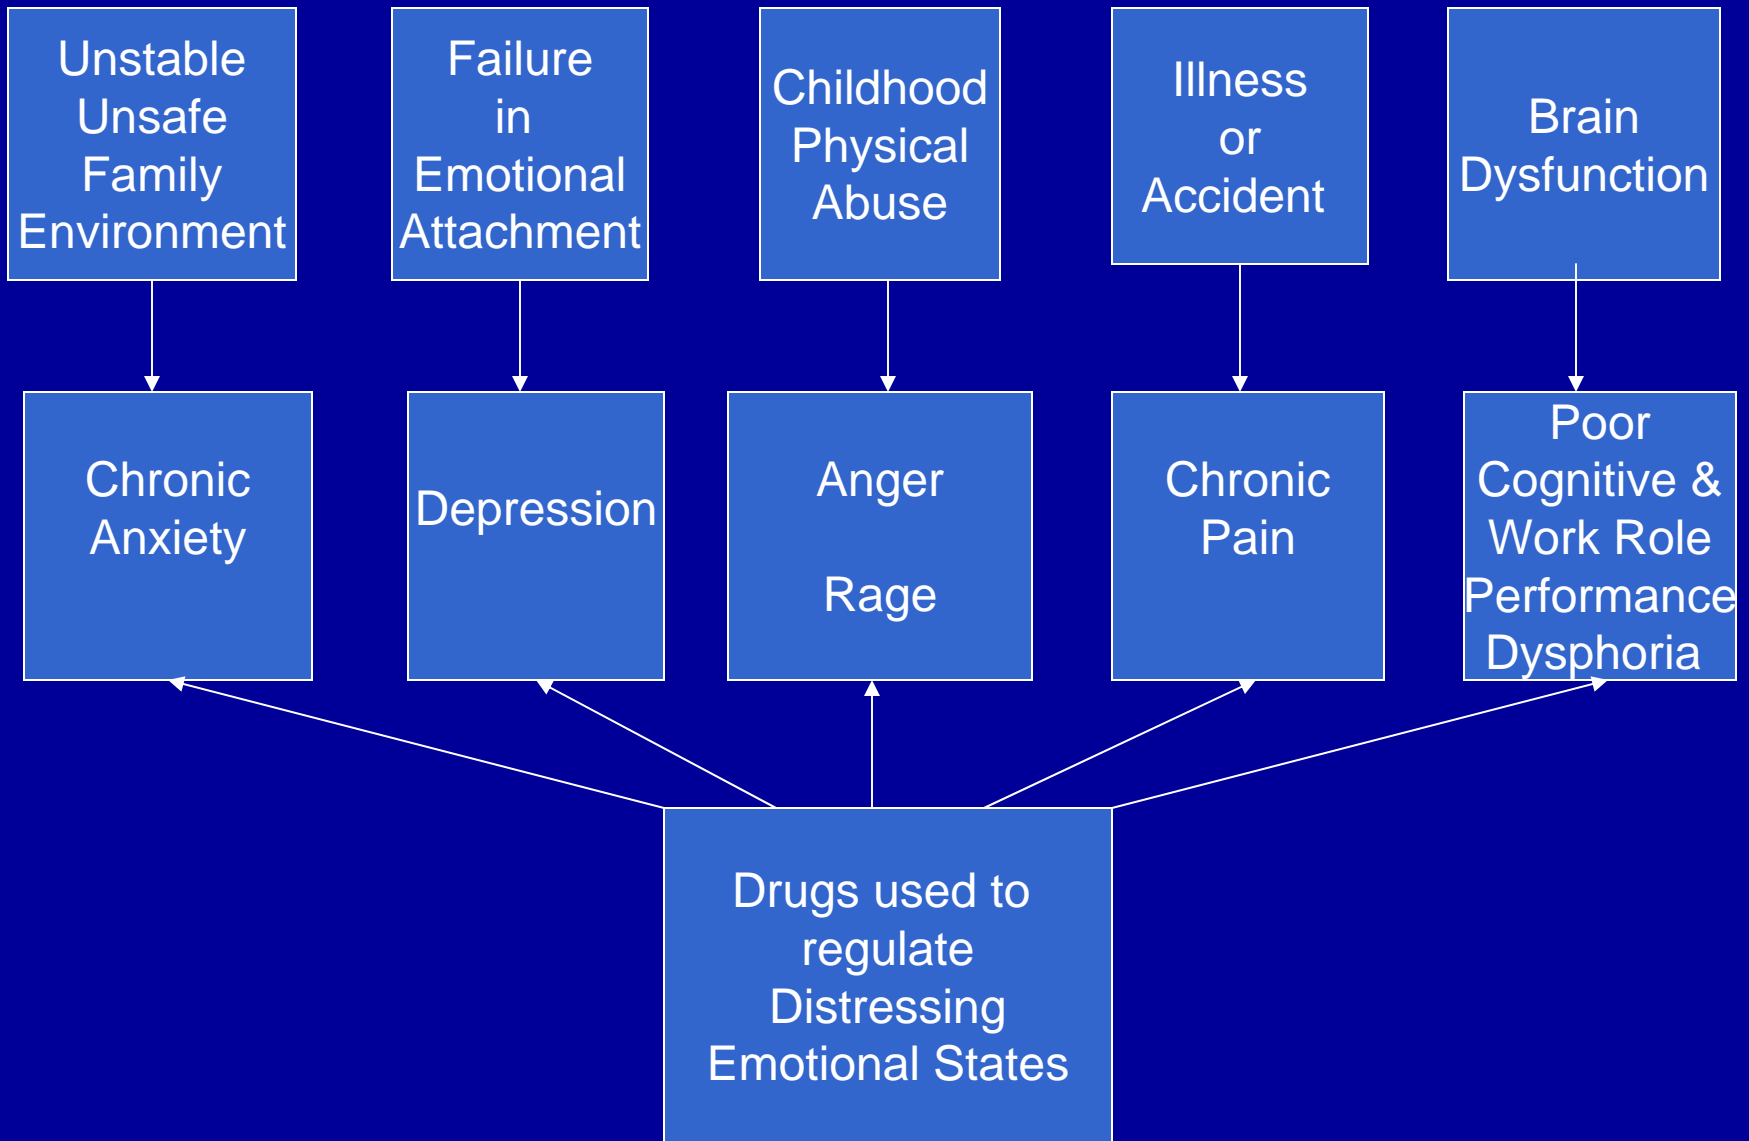 Unstable
Unsafe
Family
Environment
Failure
in
Emotional
Attachment
Childhood
Physical
Abuse
Illness
or
Accident
Brain
Dysfunction
Chronic
Anxiety
Depression
Anger
Rage
Chronic
Pain
Poor
Cognitive &
Work Role
Performance
Dysphoria
Drugs used to
regulate
Distressing
Emotional States